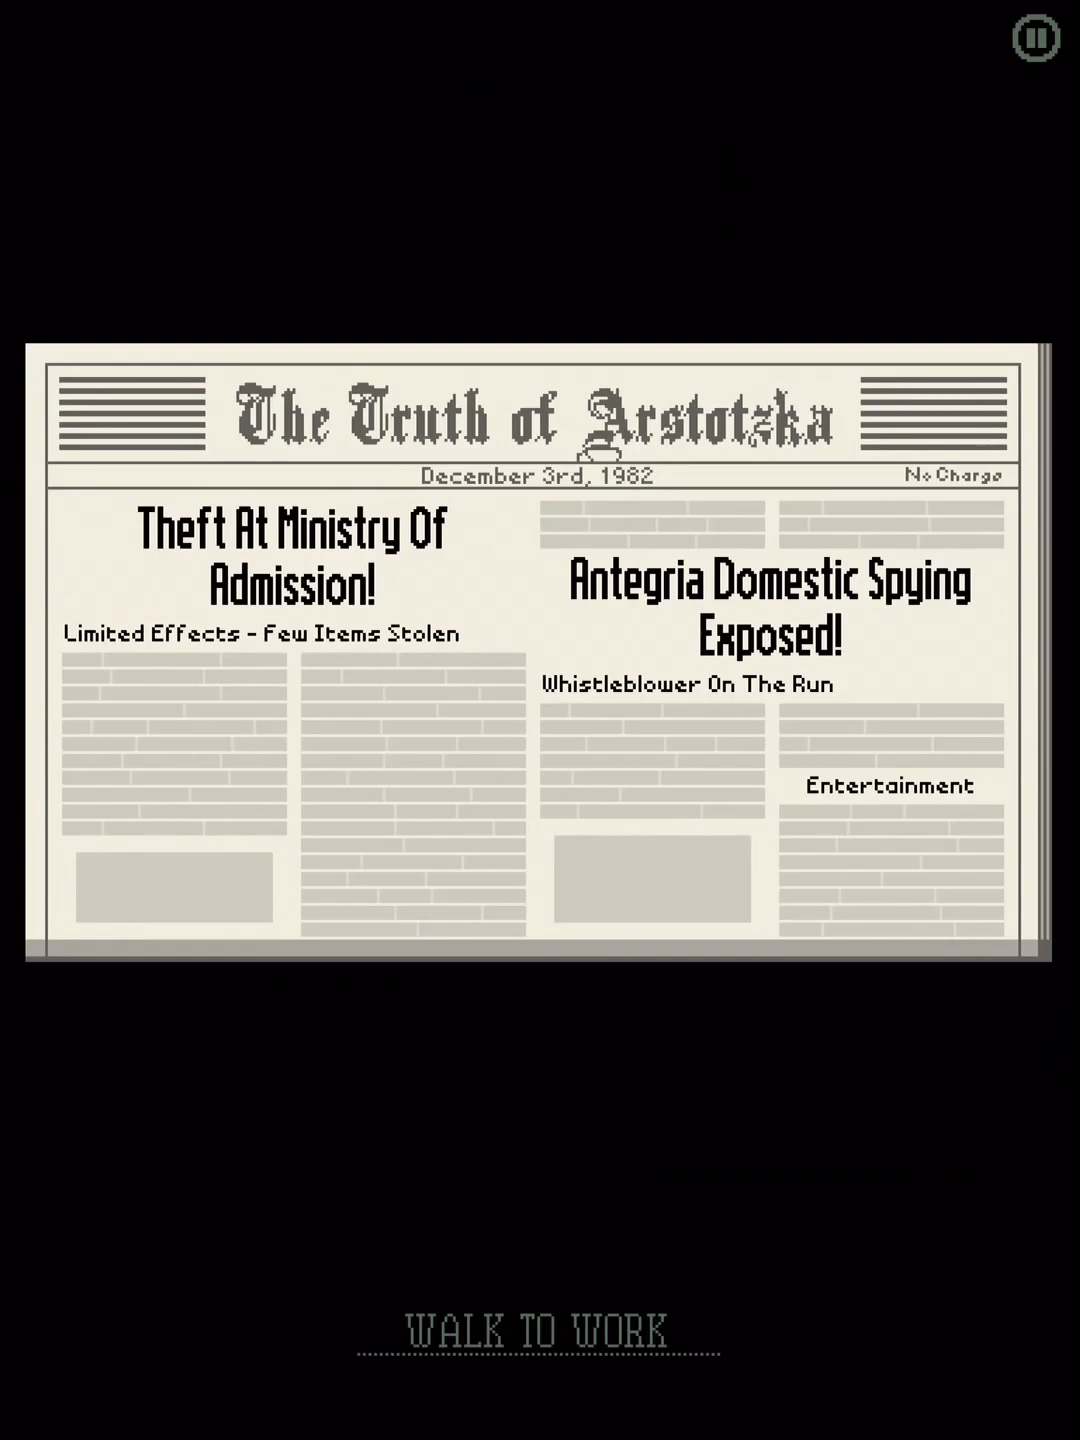 The Truth of Arstotzka
December 3rd, 1982
No Charge
Theft At Ministry Of
Admission!
Limited Effects - Few Items Stolen
Antegria Domestic Spying
Exposed!
Whistleblower On The Run
Entertainment
WALK TO WORK